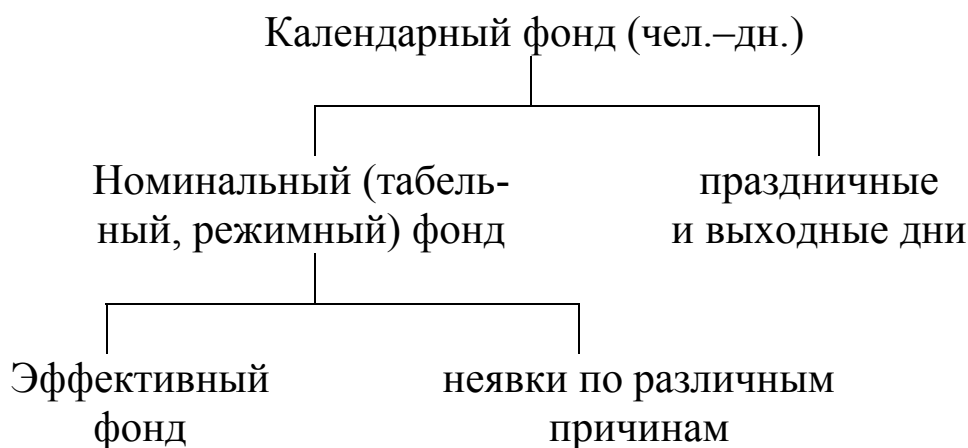 Календарный фонд (чел.–дн.)
Номинальный (табель-
ный, режимный) фонд
праздничные
и выходные дни
Эффективный
фонд
неявки по различным
причинам